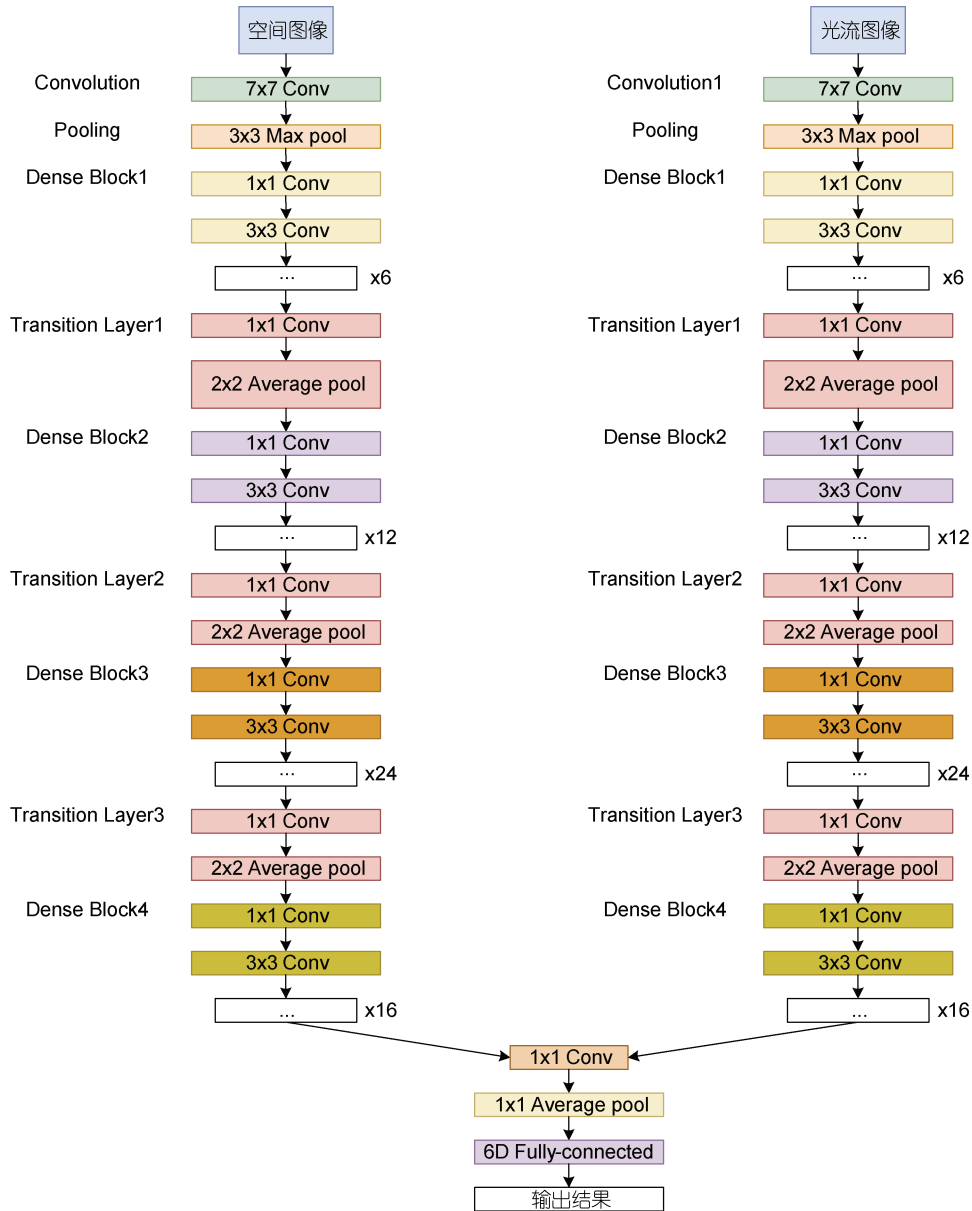 空间图像
Convolution
7x7 Conv
Pooling
3x3 Max pool
Dense Block1
1x1 Conv
3x3 Conv
...
x6
Transition Layer1
1x1 Conv
2x2 Average pool
Dense Block2
1x1 Conv
3x3 Conv
...
x12
Transition Layer2
1x1 Conv
2x2 Average pool
Dense Block3
1x1 Conv
3x3 Conv
...
x24
Transition Layer3
1x1 Conv
2x2 Average pool
Dense Block4
1x1 Conv
3x3 Conv
...
x16
光流图像
Convolution1
7x7 Conv
Pooling
3x3 Max pool
Dense Block1
1x1 Conv
3x3 Conv
...
x6
Transition Layer1
1x1 Conv
2x2 Average pool
Dense Block2
1x1 Conv
3x3 Conv
...
x12
Transition Layer2
1x1 Conv
2x2 Average pool
Dense Block3
1x1 Conv
3x3 Conv
...
x24
Transition Layer3
1x1 Conv
2x2 Average pool
Dense Block4
1x1 Conv
3x3 Conv
...
x16
1x1 Conv
1x1 Average pool
6D Fully-connected
输出结果